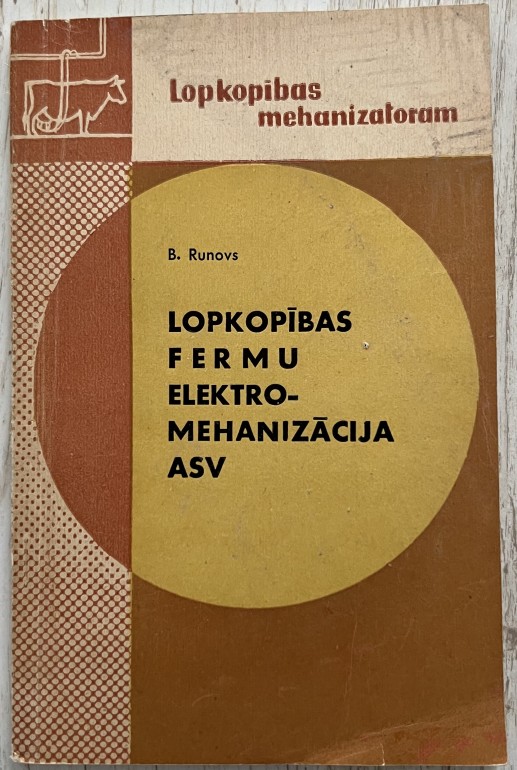 Lopkopības
mehanizatoram
B. Runovs
LOPKOPĪBAS
FERMU
ELEKTRO-
MEHANIZĀCIJA
ASV